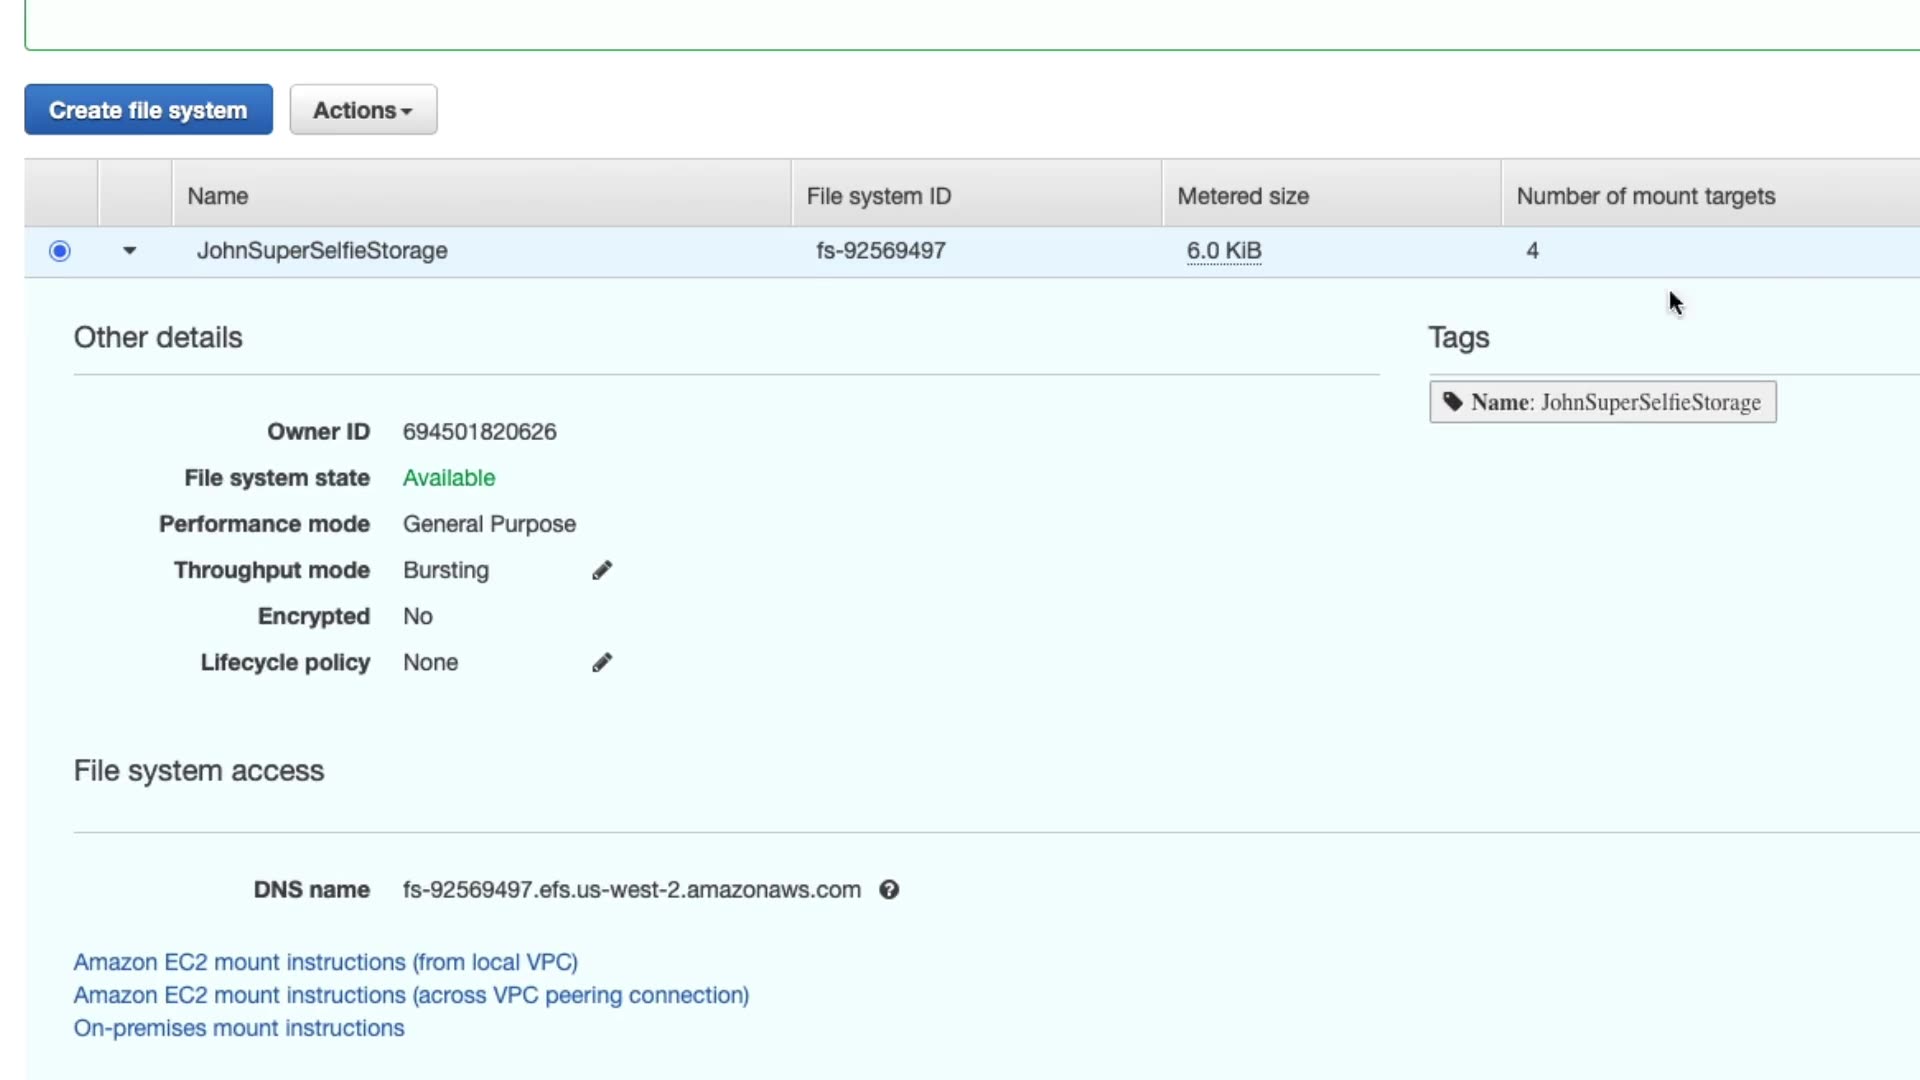 Create file system Actions
Name File system ID Metered size Number of mount targets
JohnSuperSelfieStorage fs-92569497 6.0 KiB 4
Other details
Tags
Name: JohnSuperSelfieStorage
Owner ID 694501820626
File system state Available
Performance mode General Purpose
Throughput mode Bursting
Encrypted No
Lifecycle policy None
File system access
DNS name fs-92569497.efs.us-west-2.amazonaws.com
Amazon EC2 mount instructions (from local VPC)
Amazon EC2 mount instructions (across VPC peering connection)
On-premises mount instructions